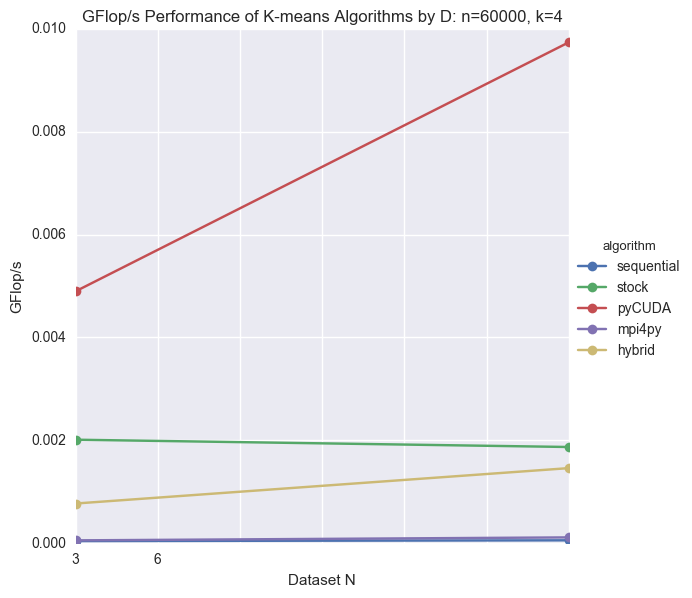 GFlop/s Performance of K-means Algorithms by D: n=60000, k=4
0.010
0.008
0.006
0.004
0.002
0.000
GFlop/s
3 6
Dataset N
algorithm
sequential
stock
pyCUDA
mpi4py
hybrid